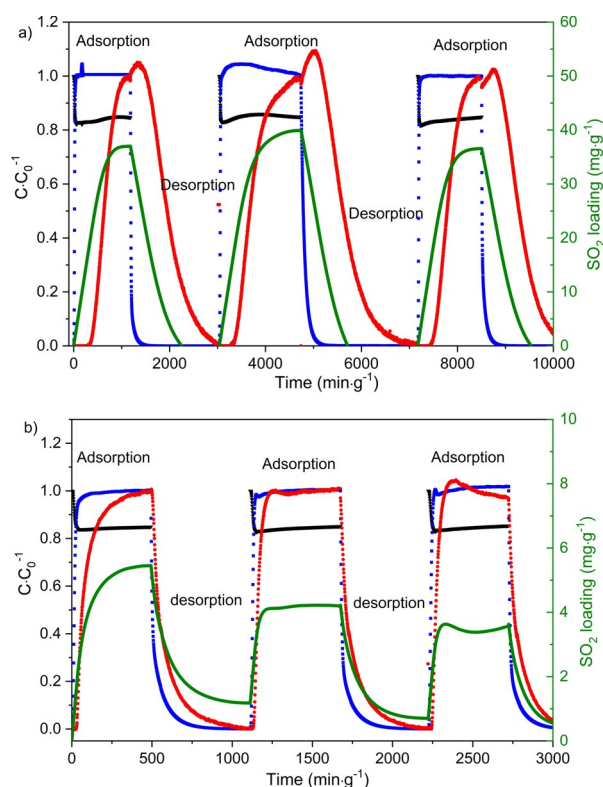 a)
Adsorption
Adsorption
Adsorption
Desorption
Desorption
C·C₀⁻¹
1.2
1.0
0.8
0.6
0.4
0.2
0.0
60
50
40
30
20
10
0
SO₂ loading (mg·g⁻¹)
0
2000
4000
6000
8000
10000
Time (min·g⁻¹)
b)
Adsorption
Adsorption
Adsorption
desorption
desorption
C·C₀⁻¹
1.2
1.0
0.8
0.6
0.4
0.2
0.0
10
8
6
4
2
0
SO₂ loading (mg·g⁻¹)
0
500
1000
1500
2000
2500
3000
Time (min·g⁻¹)